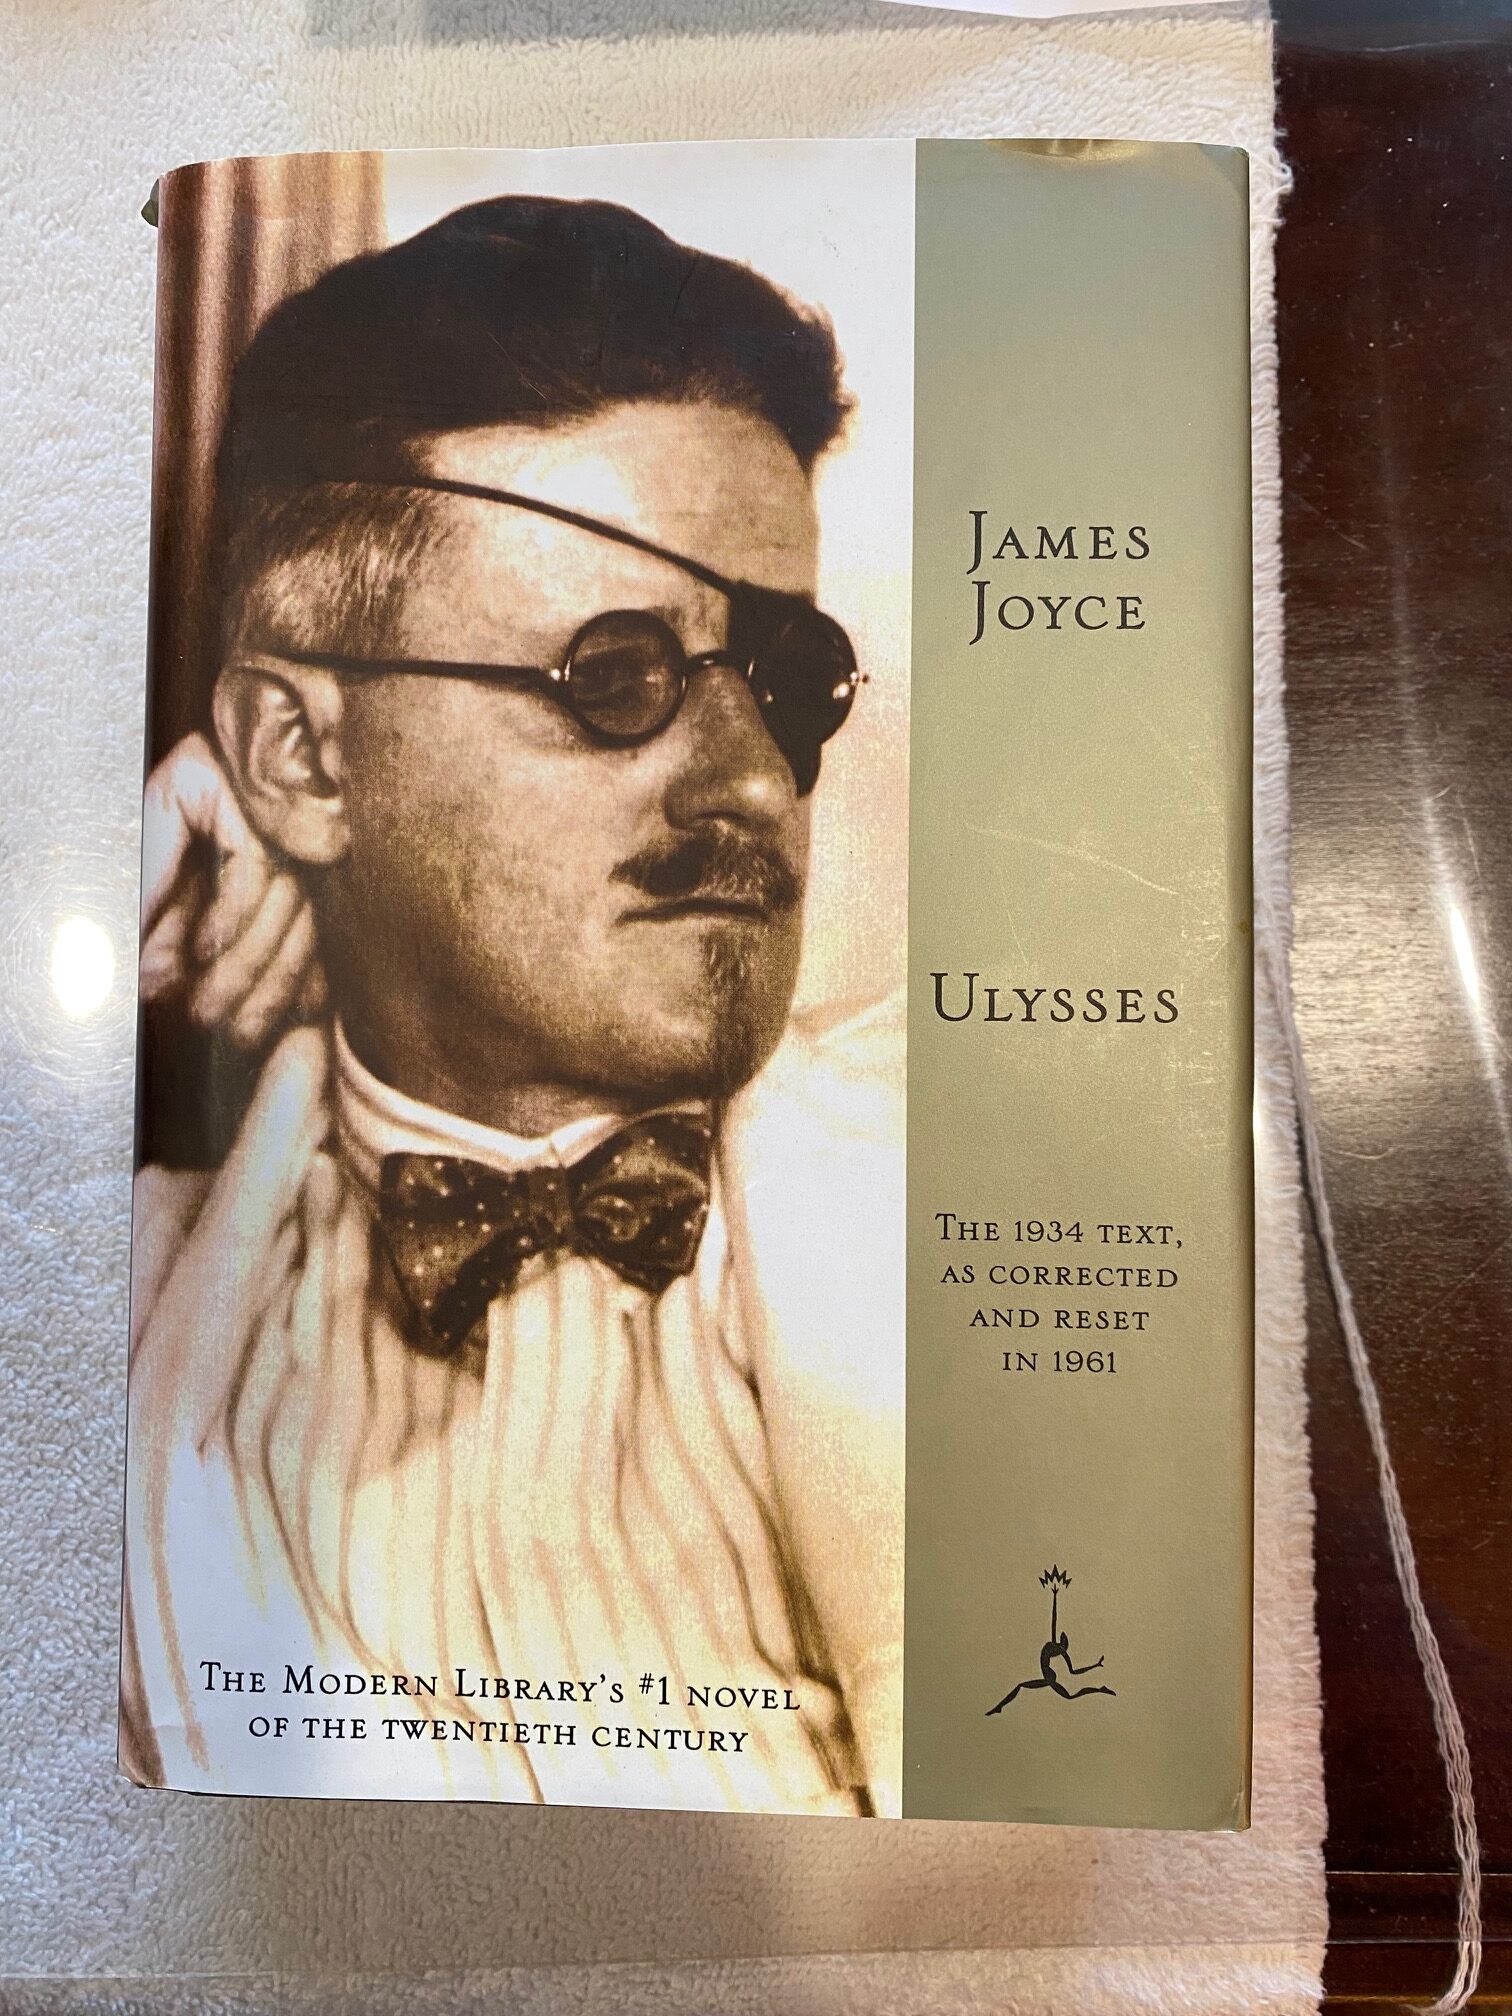 JAMES
JOYCE
ULYSSES
THE 1934 TEXT,
AS CORRECTED
AND RESET
IN 1961
THE MODERN LIBRARY'S #1 NOVEL
OF THE TWENTIETH CENTURY